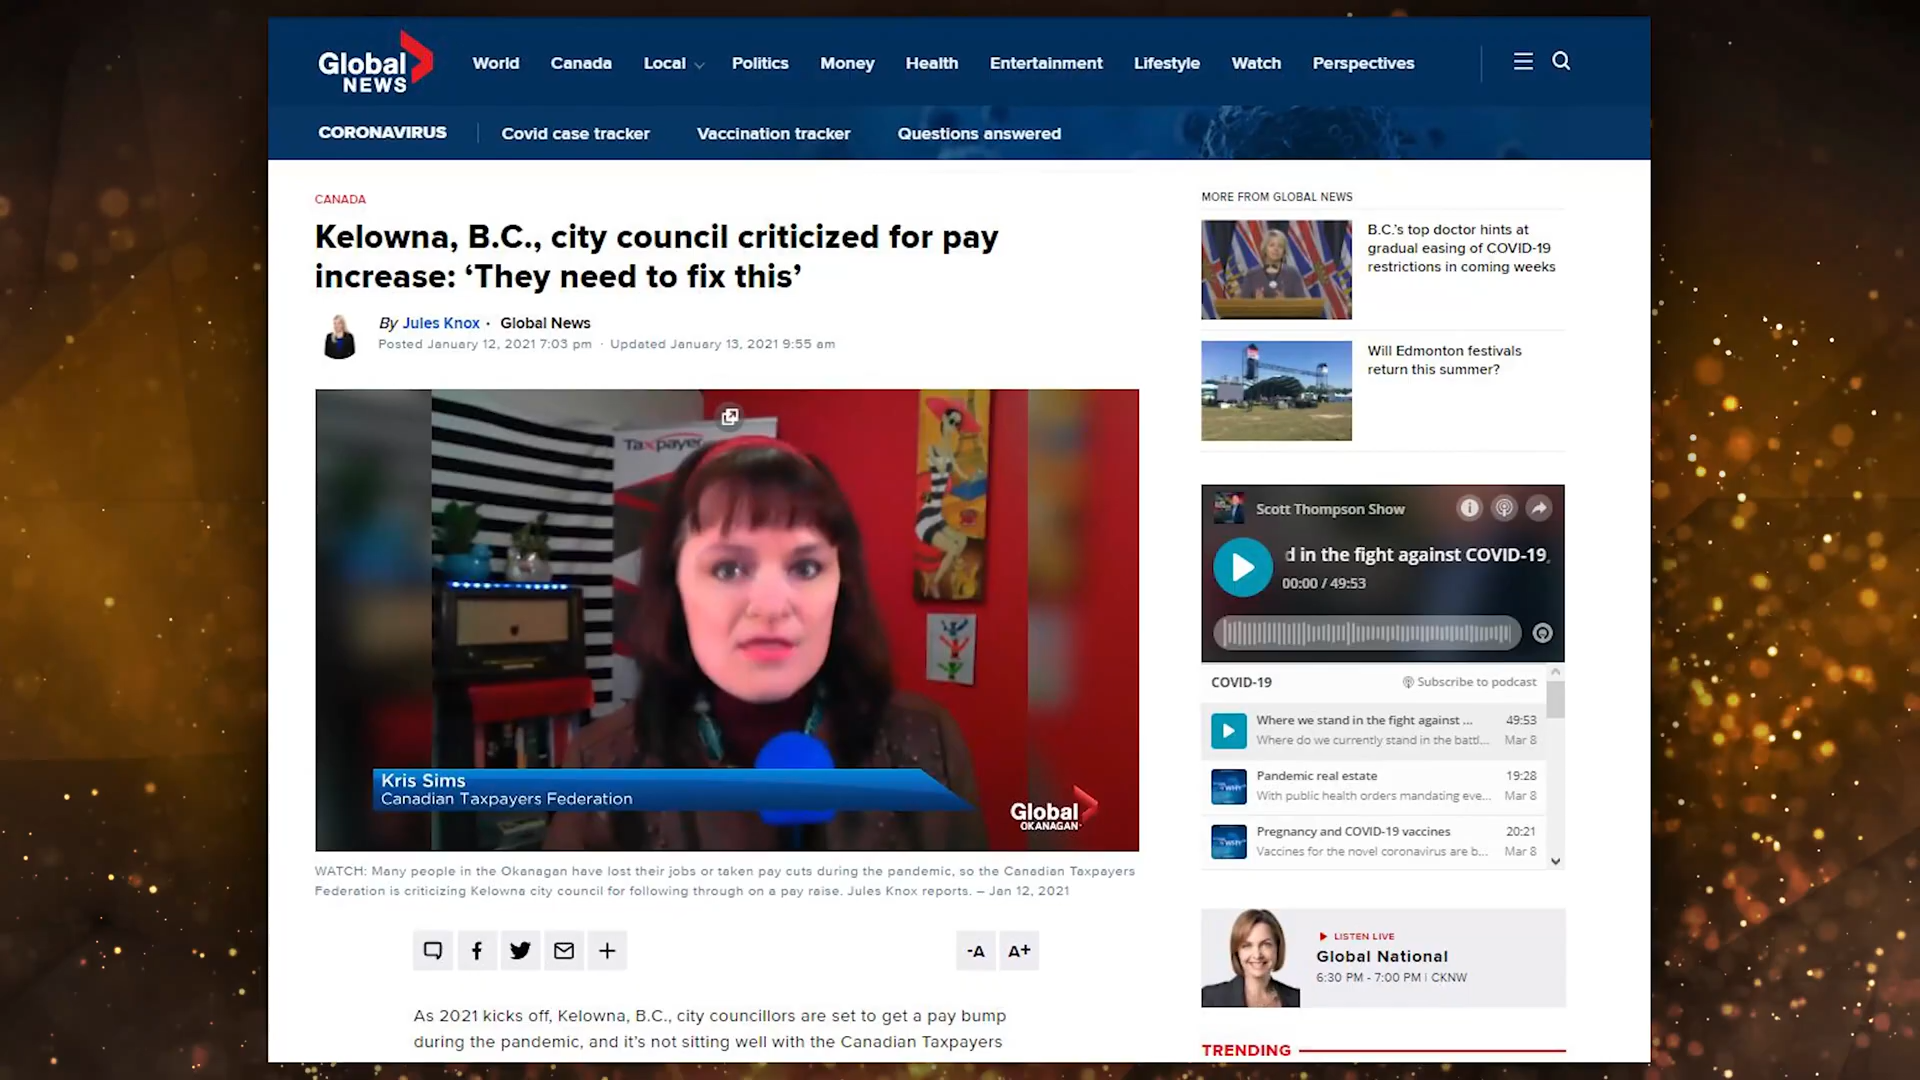 Global NEWS
World Canada Local Politics Money Health Entertainment Lifestyle Watch Perspectives
CORONAVIRUS Covid case tracker Vaccination tracker Questions answered
CANADA
Kelowna, B.C., city council criticized for pay
increase: ‘They need to fix this’
By Jules Knox · Global News
Posted January 12, 2021 7:03 pm · Updated January 13, 2021 9:55 am
Taxpayer
Kris Sims
Canadian Taxpayers Federation
Global
OKANAGAN
WATCH: Many people in the Okanagan have lost their jobs or taken pay cuts during the pandemic, so the Canadian Taxpayers
Federation is criticizing Kelowna city council for following through on a pay raise. Jules Knox reports. – Jan 12, 2021
-A A+
As 2021 kicks off, Kelowna, B.C., city councillors are set to get a pay bump
during the pandemic, and it's not sitting well with the Canadian Taxpayers
MORE FROM GLOBAL NEWS
B.C.'s top doctor hints at
gradual easing of COVID-19
restrictions in coming weeks
Will Edmonton festivals
return this summer?
Scott Thompson Show
d in the fight against COVID-19,
00:00 / 49:53
COVID-19 Subscribe to podcast
Where we stand in the fight against ... 49:53
Where do we currently stand in the battl... Mar 8
Pandemic real estate 19:28
With public health orders mandating eve... Mar 8
Pregnancy and COVID-19 vaccines 20:21
Vaccines for the novel coronavirus are b... Mar 8
LISTEN LIVE
Global National
6:30 PM - 7:00 PM | CKNW
TRENDING